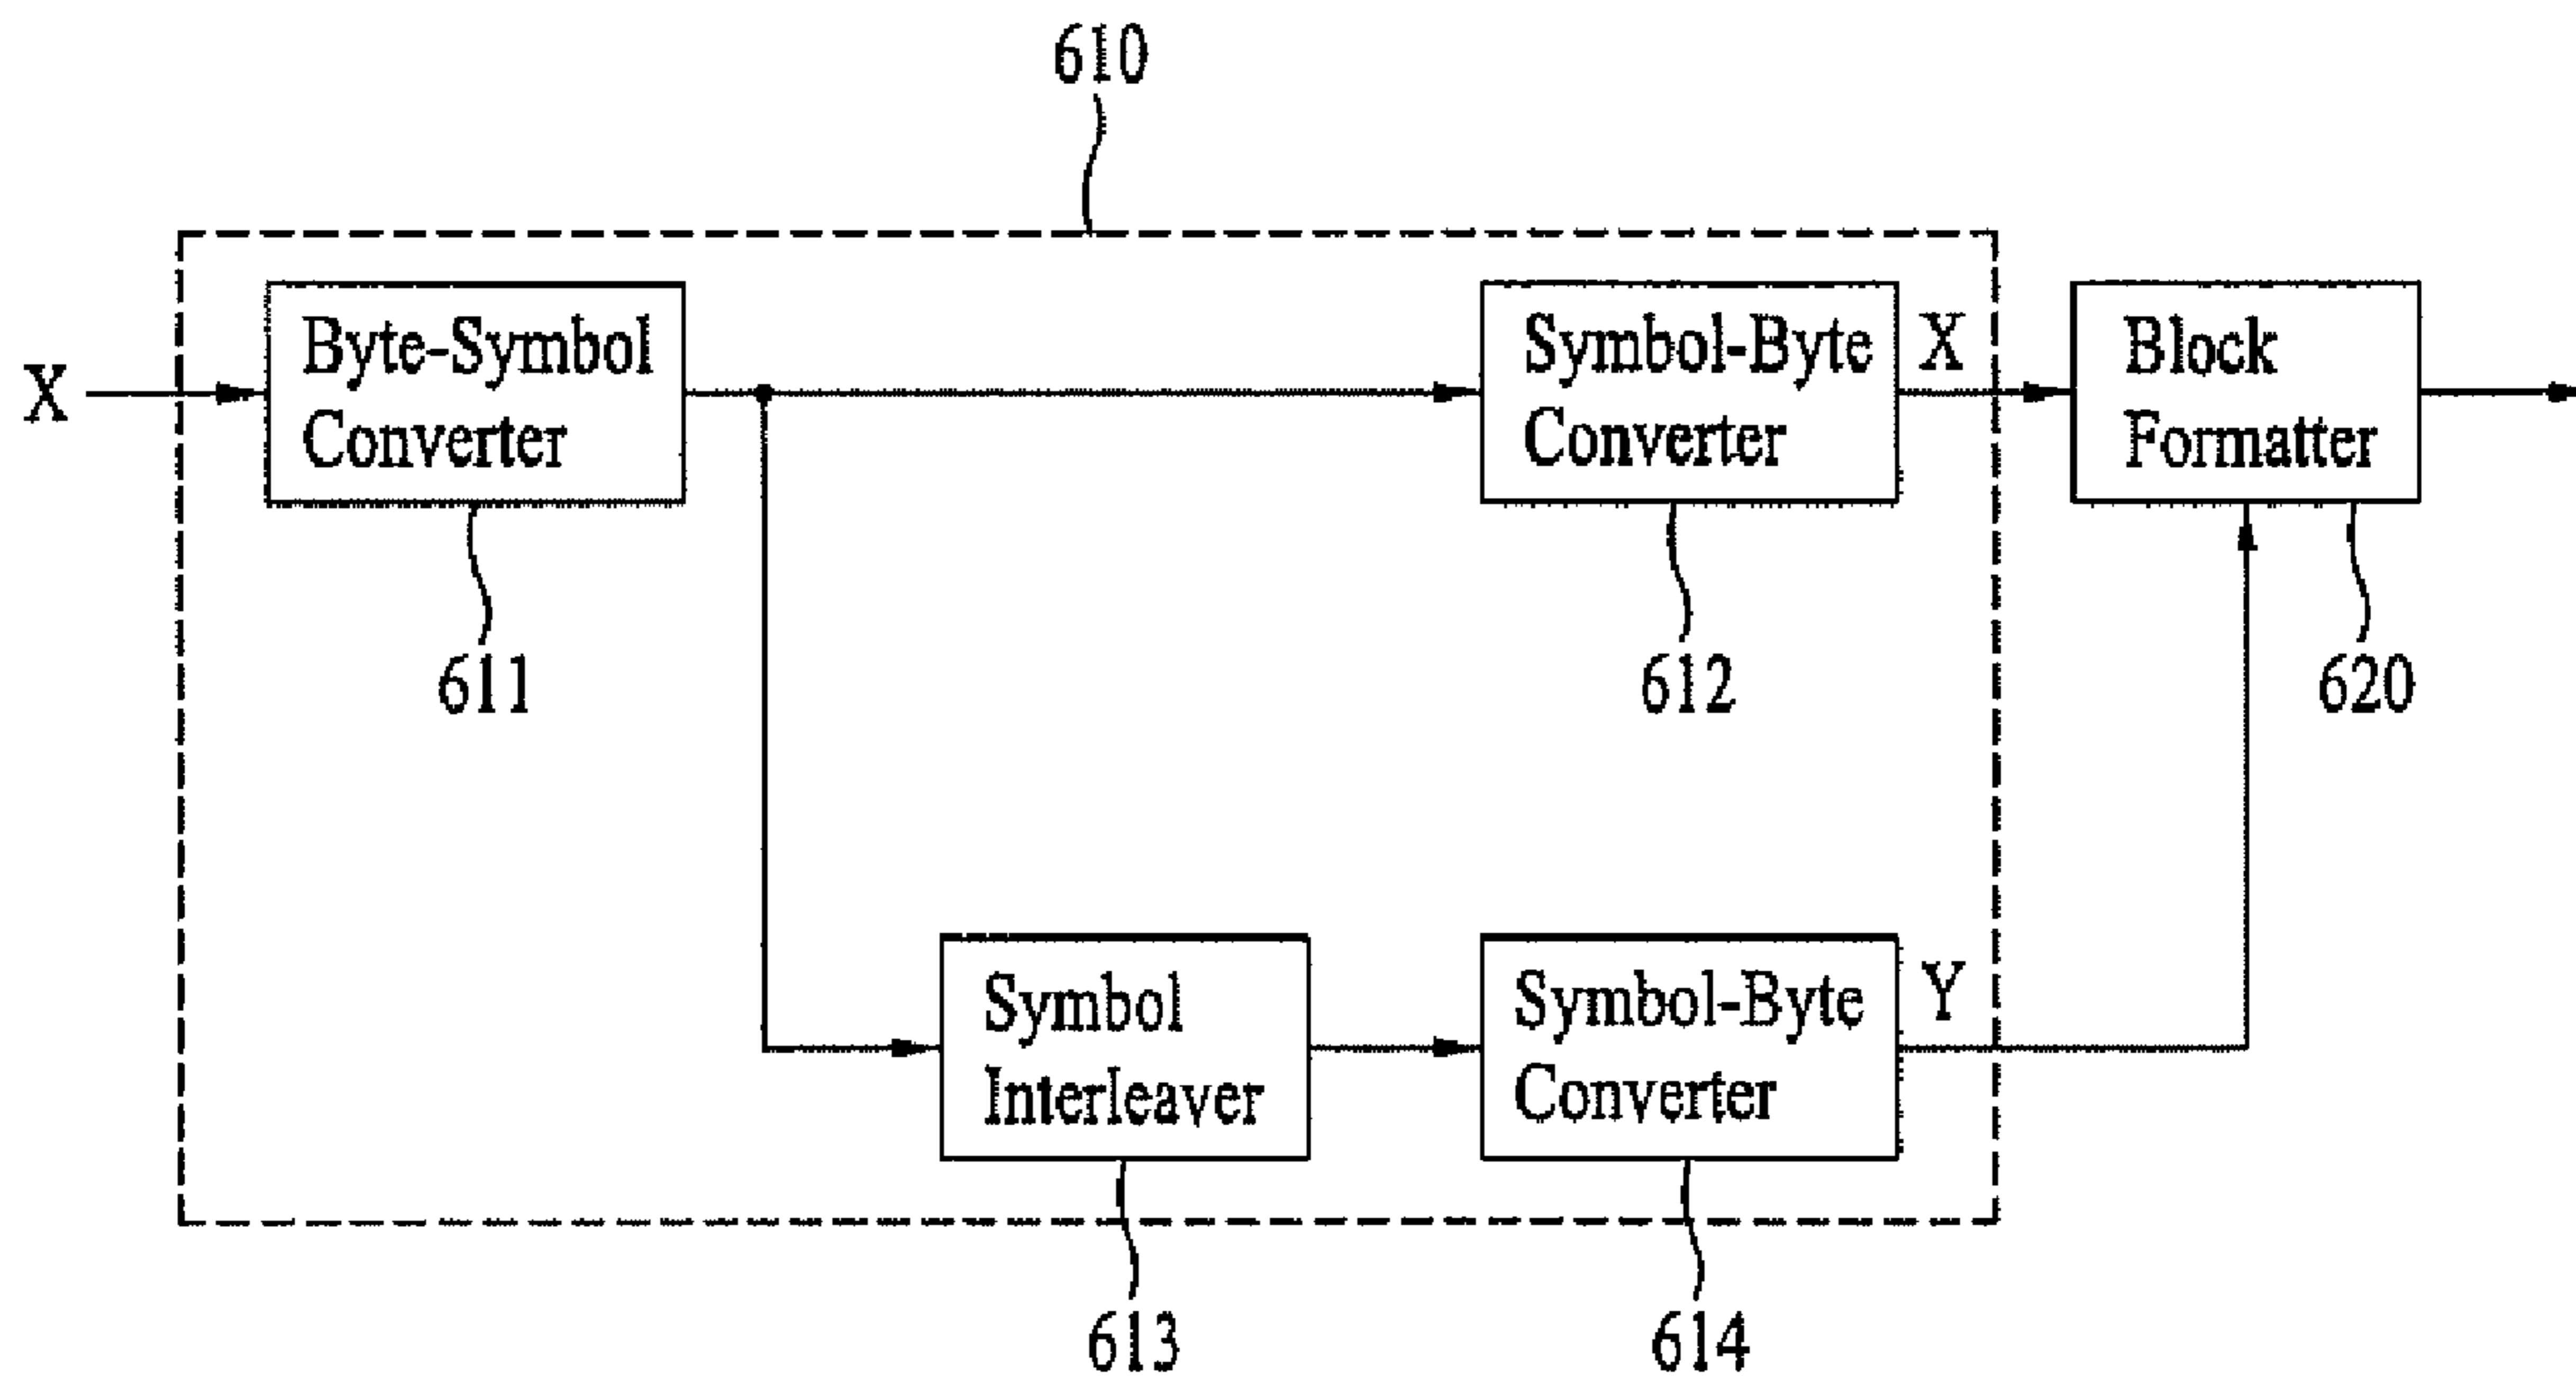 610
X
Byte-Symbol
Converter
611
Symbol-Byte
Converter
612
X
Block
Formatter
620
Symbol
Interleaver
613
Symbol-Byte
Converter
614
Y